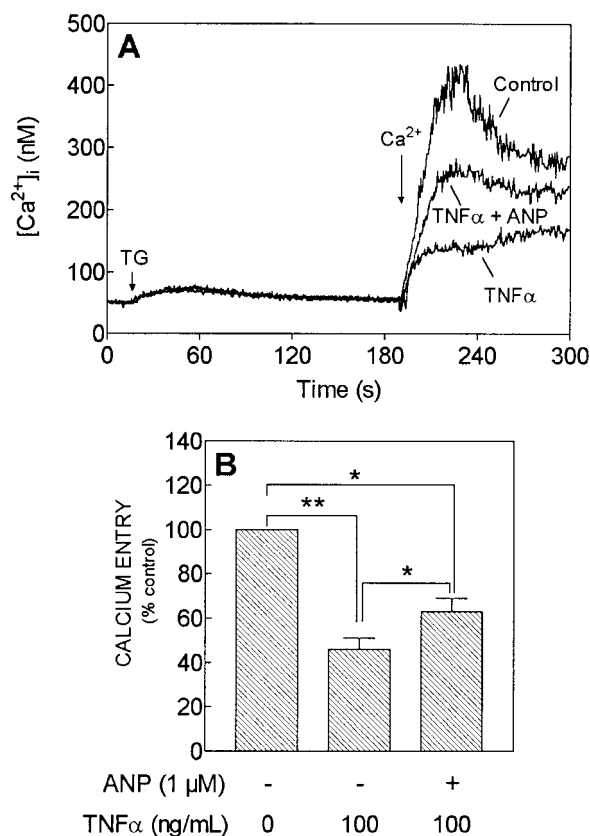 A
500
400
300
200
100
0
[Ca²⁺]ᵢ (nM)
TG
Ca²⁺
Control
TNFα + ANP
TNFα
0 60 120 180 240 300
Time (s)
B
140
120
100
80
60
40
20
0
CALCIUM ENTRY
(% control)
*
**
*
ANP (1 µM) - - +
TNFα (ng/mL) 0 100 100